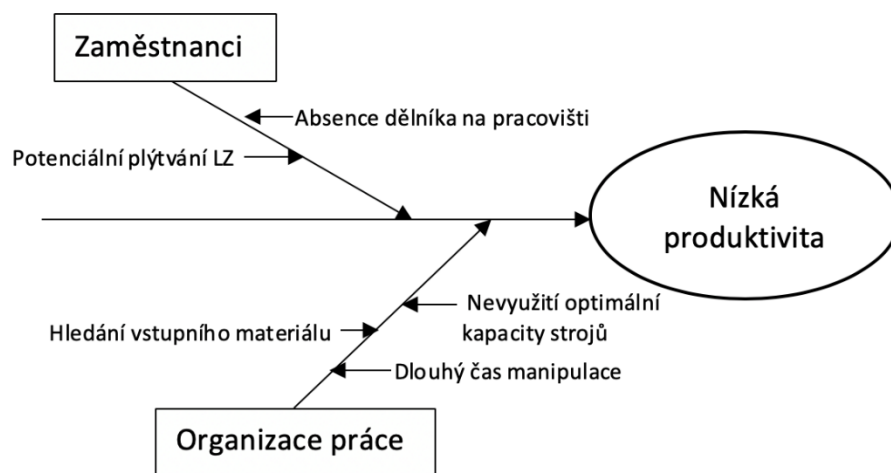 Zaměstnanci
Absence dělníka na pracovišti
Potenciální plýtvání LZ
Nízká
produktivita
Nevyužití optimální
kapacity strojů
Hledání vstupního materiálu
Dlouhý čas manipulace
Organizace práce